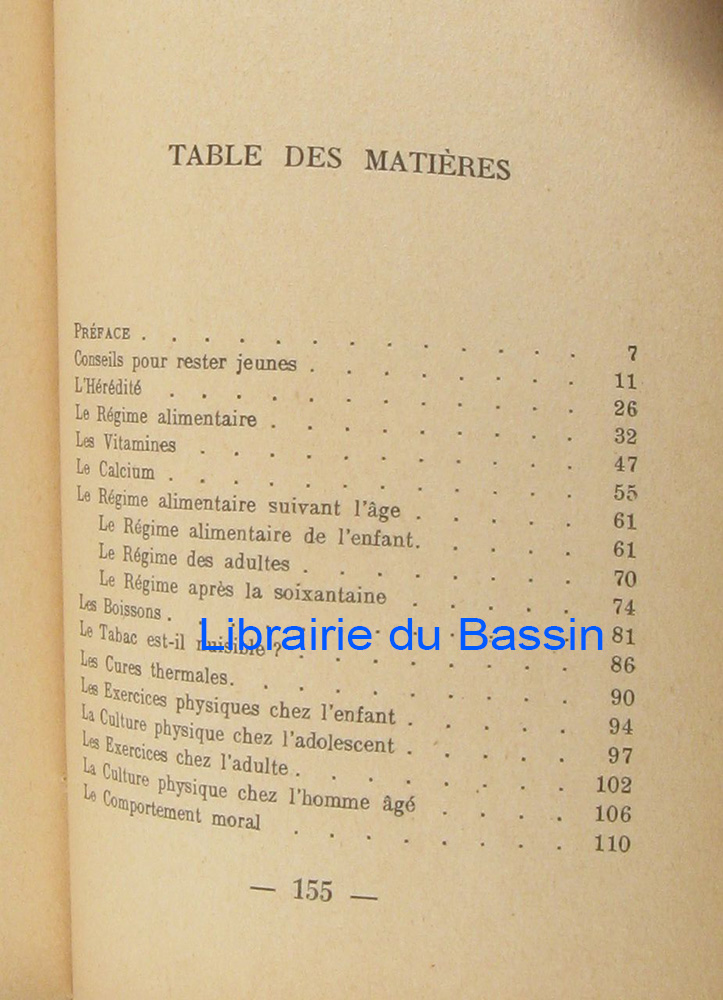 TABLE DES MATIÈRES
PRÉFACE . . . . . . . . . . . . . 7
Conseils pour rester jeunes . . . . . . . . . 11
L'Hérédité . . . . . . . . . . . . 26
Le Régime alimentaire . . . . . . . . . . 32
Les Vitamines . . . . . . . . . . . 47
Le Calcium . . . . . . . . . . . . 55
Le Régime alimentaire suivant l'âge . . . . . . 61
Le Régime alimentaire de l'enfant. . . . . 61
Le Régime des adultes . . . . . . . . . 70
Le Régime après la soixantaine . . . . . . 74
Les Boissons . . . . . . . . . . . . 81
Le Tabac est-il nuisible ? . . . . . . . . . 86
Les Cures thermales. . . . . . . . . . . 90
Les Exercices physiques chez l'enfant . . . . . . 94
La Culture physique chez l'adolescent . . . . . . 97
Les Exercices chez l'adulte . . . . . . . . . 102
La Culture physique chez l'homme âgé . . . . . 106
Le Comportement moral . . . . . . . . 110
— 155 —
Librairie du Bassin